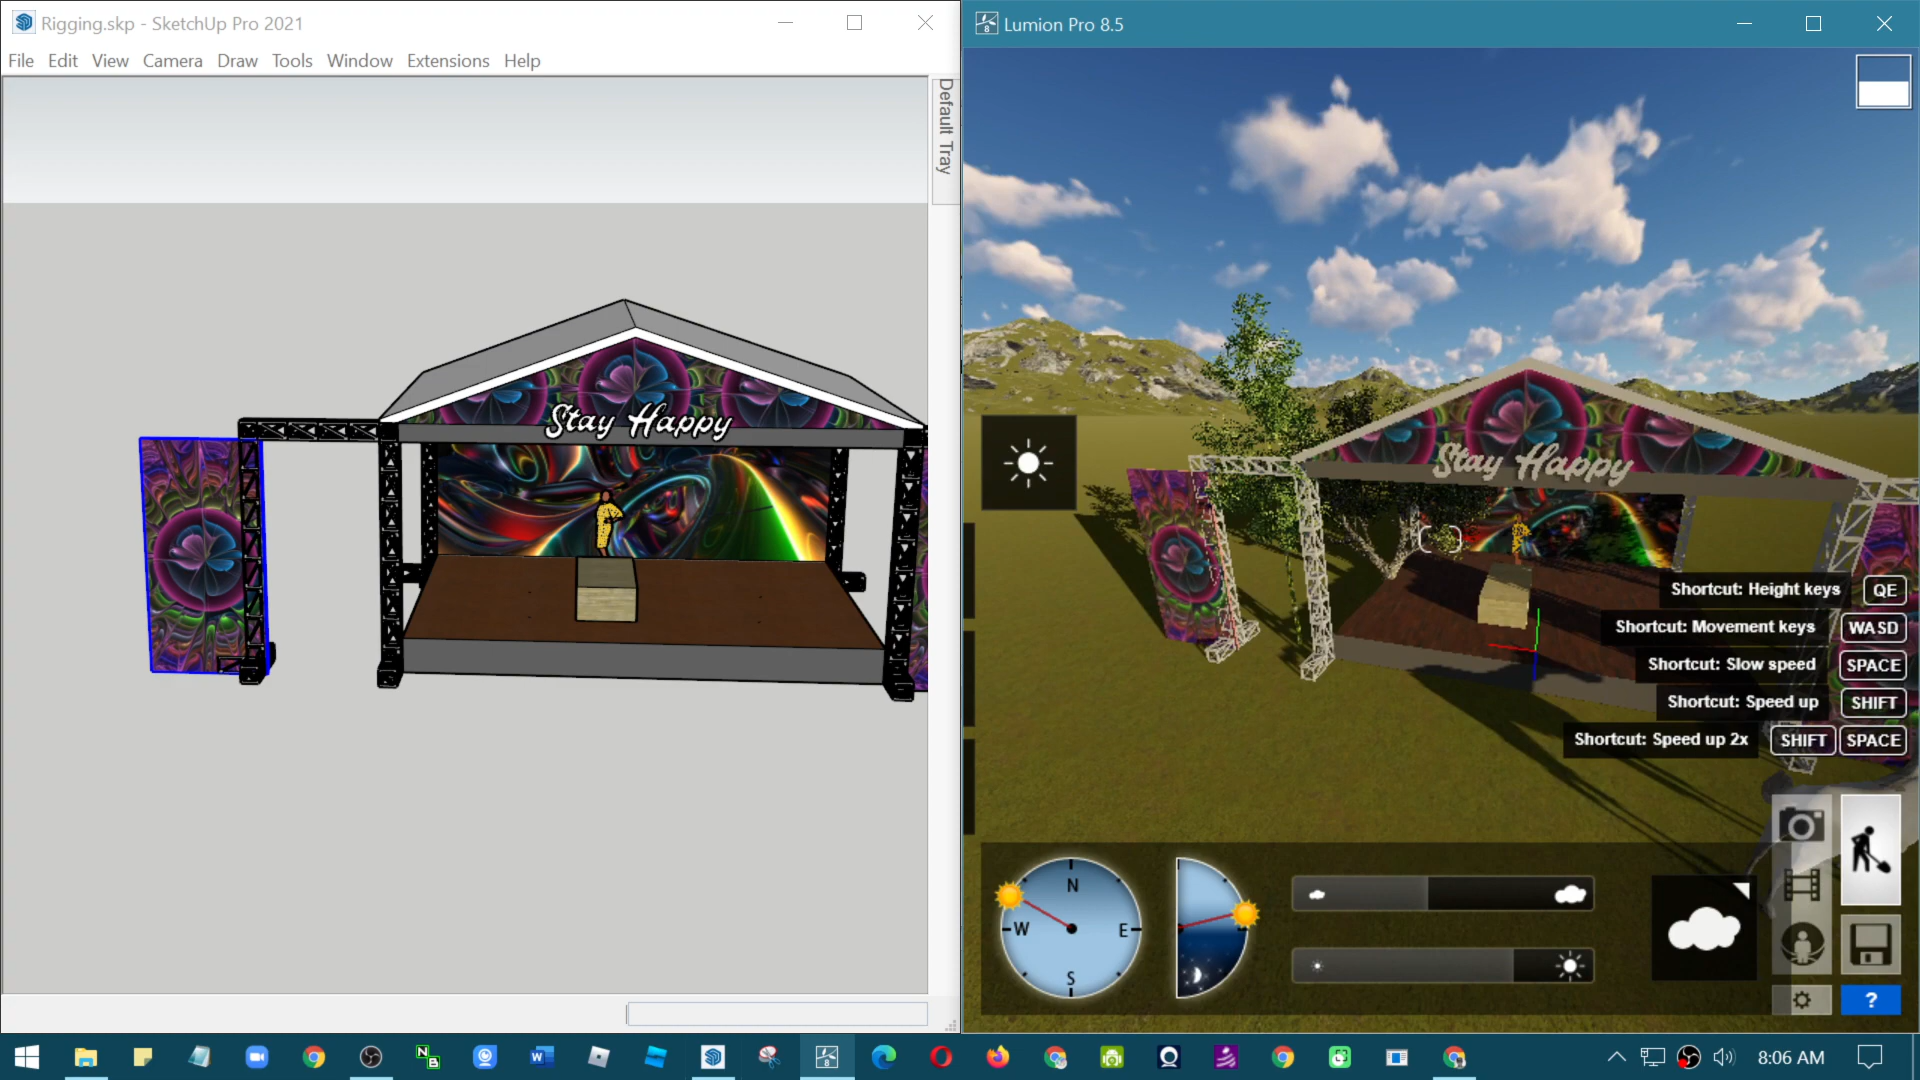 Rigging.skp - SketchUp Pro 2021
File Edit View Camera Draw Tools Window Extensions Help
Default Tray
Stay Happy
Lumion Pro 8.5
8
Stay Happy
Shortcut: Height keys QE
Shortcut: Movement keys WASD
Shortcut: Slow speed SPACE
Shortcut: Speed up SHIFT
Shortcut: Speed up 2x SHIFT SPACE
N
W E
S
?
N
B
W
8
8:06 AM